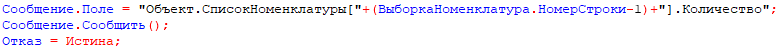 Сообщение.Поле = "Объект.СписокНоменклатуры["+(ВыборкаНоменклатура.НомерСтроки-1)+"].Количество";
Сообщение.Сообщить();
Отказ = Истина;